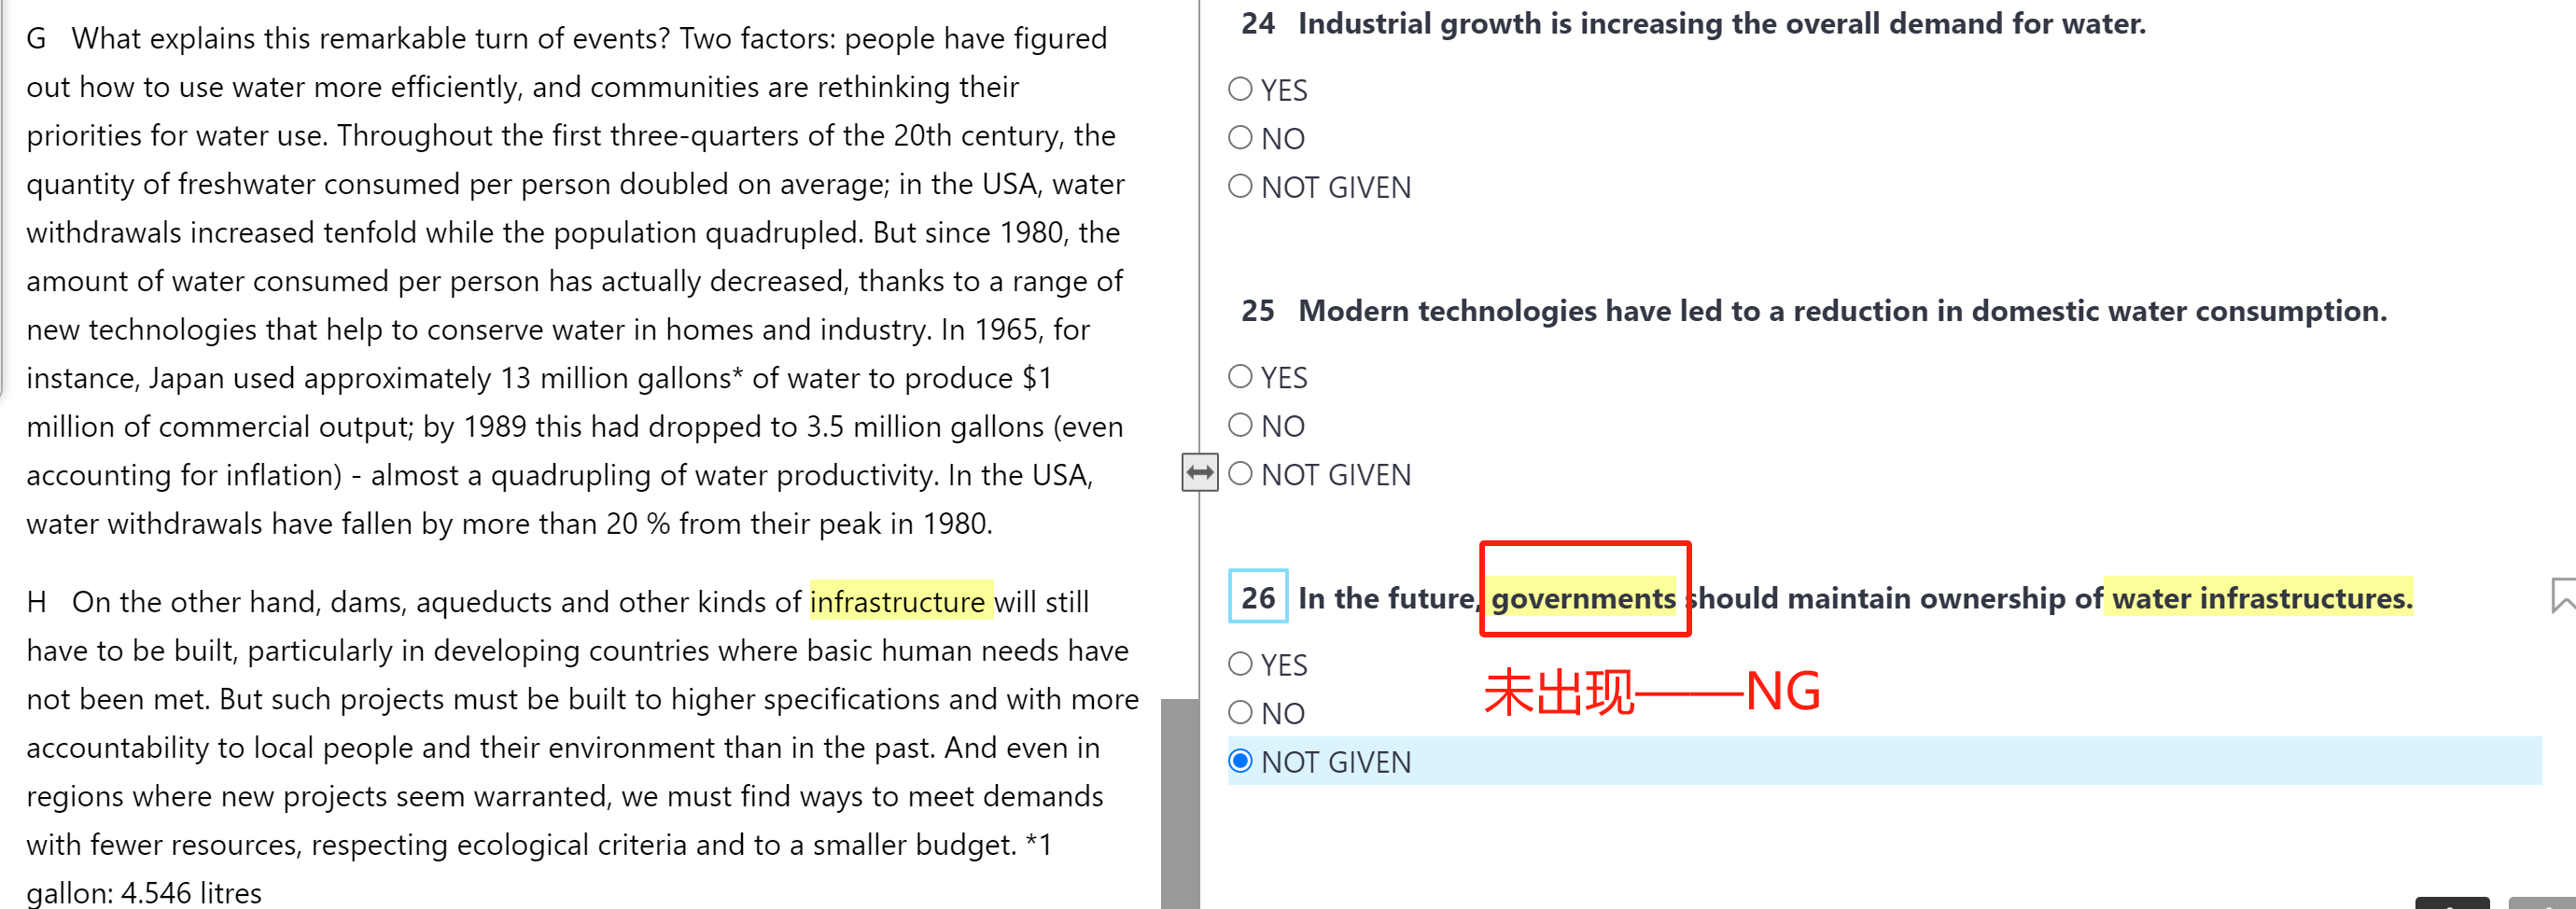 G What explains this remarkable turn of events? Two factors: people have figured
out how to use water more efficiently, and communities are rethinking their
priorities for water use. Throughout the first three-quarters of the 20th century, the
quantity of freshwater consumed per person doubled on average; in the USA, water
withdrawals increased tenfold while the population quadrupled. But since 1980, the
amount of water consumed per person has actually decreased, thanks to a range of
new technologies that help to conserve water in homes and industry. In 1965, for
instance, Japan used approximately 13 million gallons* of water to produce $1
million of commercial output; by 1989 this had dropped to 3.5 million gallons (even
accounting for inflation) - almost a quadrupling of water productivity. In the USA,
water withdrawals have fallen by more than 20 % from their peak in 1980.
H On the other hand, dams, aqueducts and other kinds of infrastructure will still
have to be built, particularly in developing countries where basic human needs have
not been met. But such projects must be built to higher specifications and with more
accountability to local people and their environment than in the past. And even in
regions where new projects seem warranted, we must find ways to meet demands
with fewer resources, respecting ecological criteria and to a smaller budget. *1
gallon: 4.546 litres
24 Industrial growth is increasing the overall demand for water.
YES
NO
NOT GIVEN
25 Modern technologies have led to a reduction in domestic water consumption.
YES
NO
NOT GIVEN
26 In the future, governments should maintain ownership of water infrastructures.
未出现——NG
YES
NO
NOT GIVEN